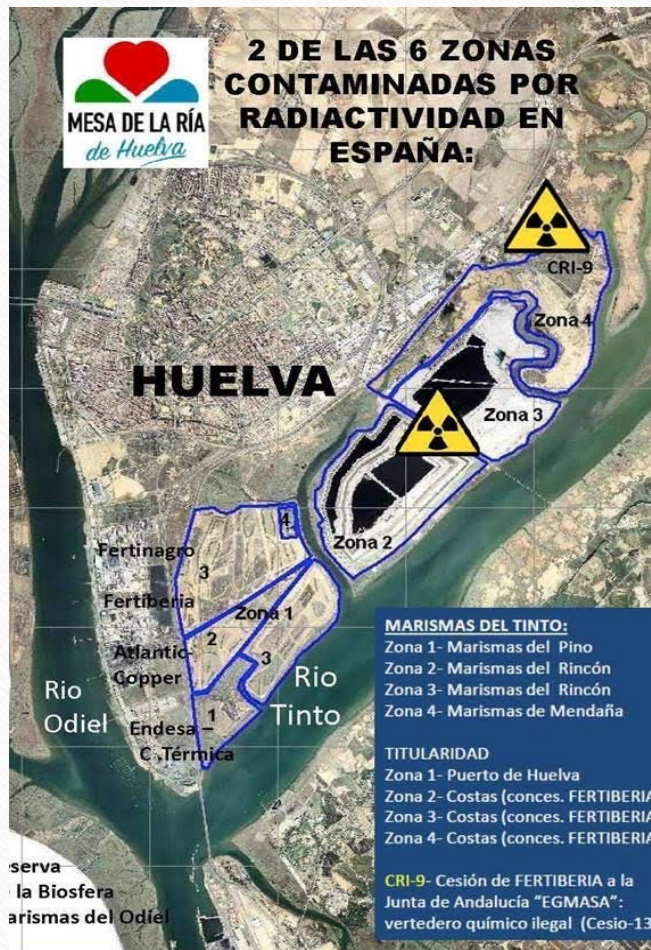 2 DE LAS 6 ZONAS
CONTAMINADAS POR
RADIACTIVIDAD EN
ESPAÑA:
MESA DE LA RÍA
de Huelva
CRI-9
Zona 4
HUELVA
Zona 3
Zona 2
4
Fertinagro
3
Fertiberia
Zona 1
2
Atlantic-
Copper
3
Rio
Odiel
Rio
Tinto
1
Endesa –
C. Térmica
MARISMAS DEL TINTO:
Zona 1- Marismas del Pino
Zona 2- Marismas del Rincón
Zona 3- Marismas del Rincón
Zona 4- Marismas de Mendaña
TITULARIDAD
Zona 1- Puerto de Huelva
Zona 2- Costas (conces. FERTIBERIA
Zona 3- Costas (conces. FERTIBERIA
Zona 4- Costas (conces. FERTIBERIA
CRI-9- Cesión de FERTIBERIA a la
Junta de Andalucía “EGMASA”:
vertedero químico ilegal (Cesio-13
eserva
la Biosfera
arismas del Odiel